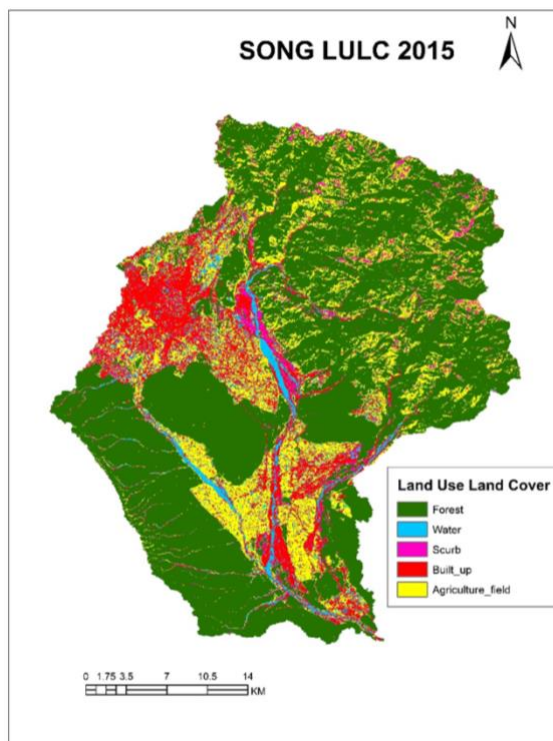 N
SONG LULC 2015
Land Use Land Cover
Forest
Water
Scurb
Built_up
Agriculture_field
0 1.75 3.5 7 10.5 14
KM